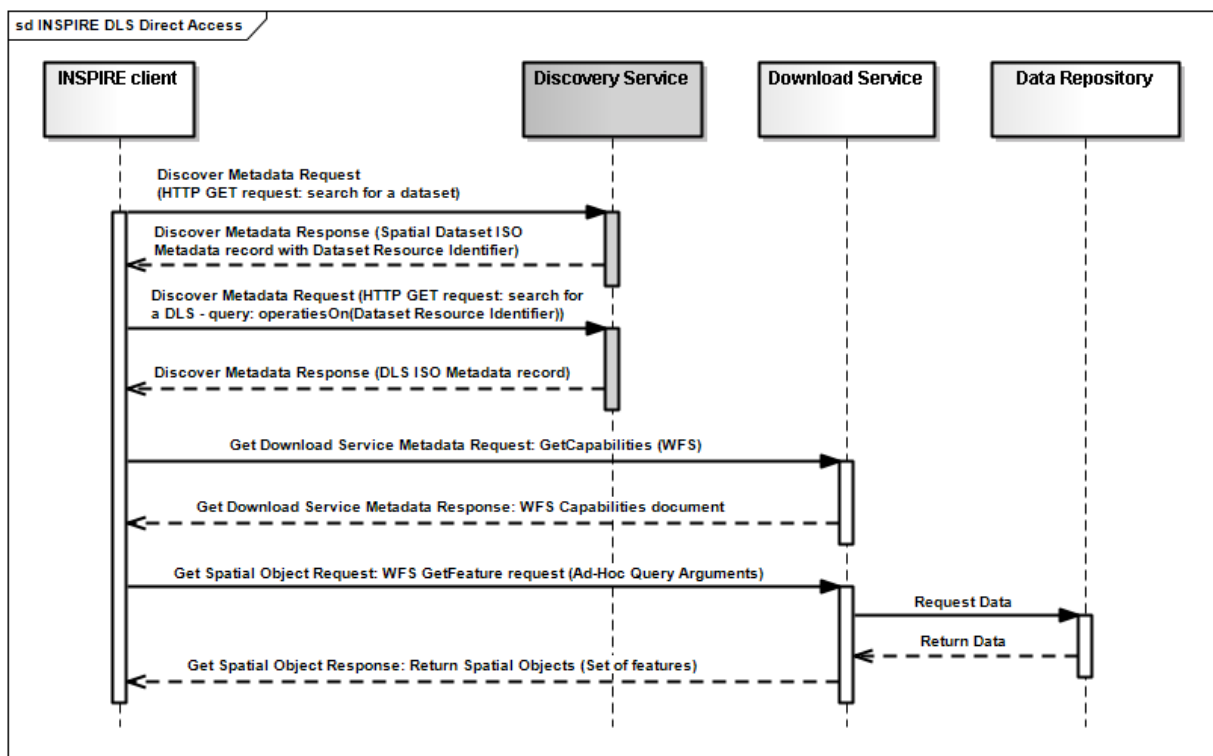 sd INSPIRE DLS Direct Access
INSPIRE client
Discovery Service
Download Service
Data Repository
Discover Metadata Request
(HTTP GET request: search for a dataset)
Discover Metadata Response (Spatial Dataset ISO
Metadata record with Dataset Resource Identifier)
Discover Metadata Request (HTTP GET request: search for
a DLS - query: operatiesOn(Dataset Resource Identifier))
Discover Metadata Response (DLS ISO Metadata record)
Get Download Service Metadata Request: GetCapabilities (WFS)
Get Download Service Metadata Response: WFS Capabilities document
Get Spatial Object Request: WFS GetFeature request (Ad-Hoc Query Arguments)
Request Data
Return Data
Get Spatial Object Response: Return Spatial Objects (Set of features)